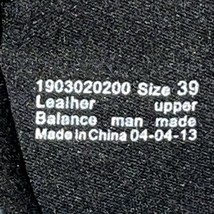 1903020200 Size 39
Leather upper
Balance man made
Made in China 04-04-13